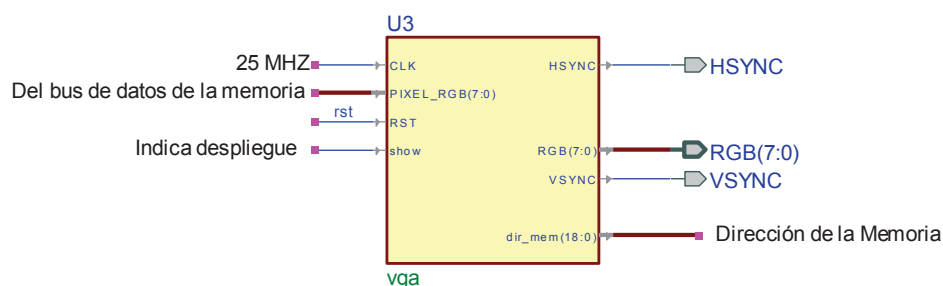 U3
25 MHZ
CLK
HSYNC
HSYNC
Del bus de datos de la memoria
PIXEL_RGB(7:0)
rst
RST
Indica despliegue
show
RGB(7:0)
RGB(7:0)
VSYNC
VSYNC
dir_mem(18:0)
Dirección de la Memoria
vga